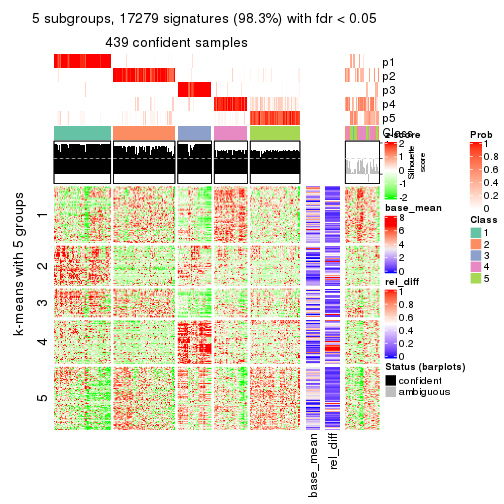 5 subgroups, 17279 signatures (98.3%) with fdr < 0.05
439 confident samples
p1
p2
p3
p4
p5
Class
z-score
2
1
0
-1
-2
Silhouette
score
base_mean
8
6
4
2
0
rel_diff
1
0.8
0.6
0.4
0.2
0
Status (barplots)
confident
ambiguous
Prob
1
0.8
0.6
0.4
0.2
0
Class
1
2
3
4
5
k-means with 5 groups
1
2
3
4
5
base_mean
rel_diff